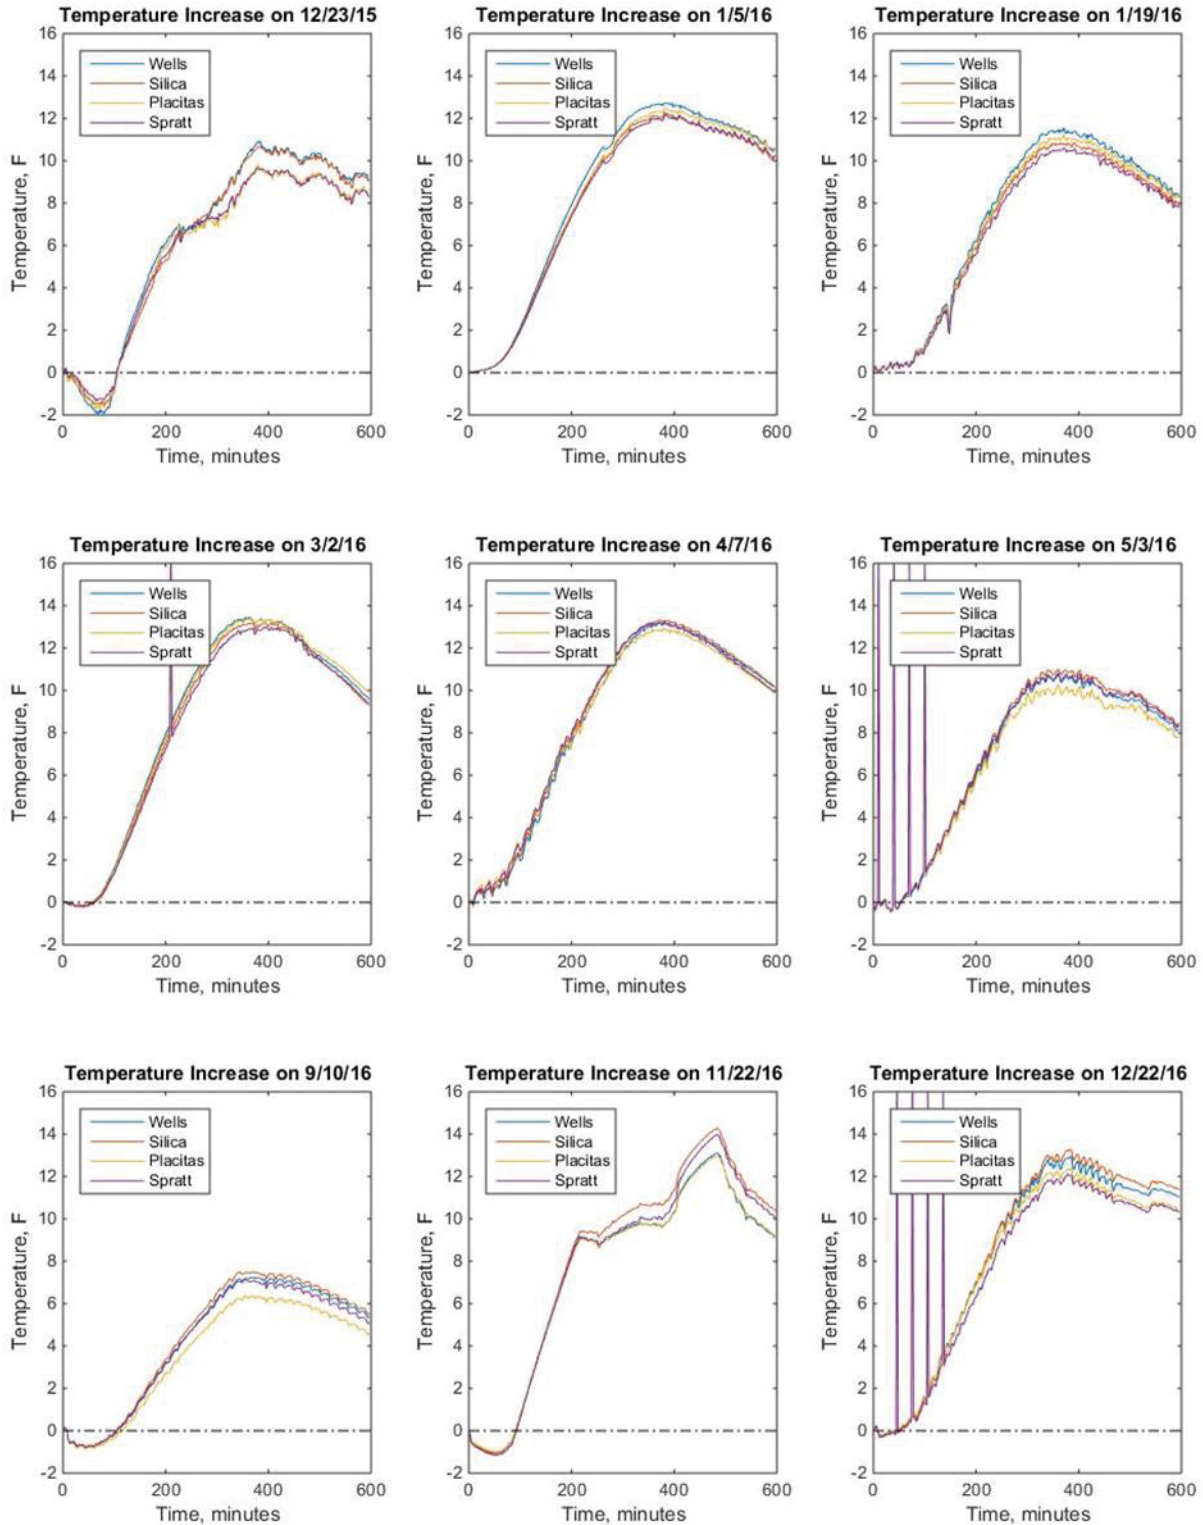 Temperature Increase on 12/23/15
16
14
12
10
8
6
4
2
0
-2
Temperature, F
Wells
Silica
Placitas
Spratt
0 200 400 600
Time, minutes
Temperature Increase on 1/5/16
16
14
12
10
8
6
4
2
0
-2
Temperature, F
Wells
Silica
Placitas
Spratt
0 200 400 600
Time, minutes
Temperature Increase on 1/19/16
16
14
12
10
8
6
4
2
0
-2
Temperature, F
Wells
Silica
Placitas
Spratt
0 200 400 600
Time, minutes
Temperature Increase on 3/2/16
16
14
12
10
8
6
4
2
0
-2
Temperature, F
Wells
Silica
Placitas
Spratt
0 200 400 600
Time, minutes
Temperature Increase on 4/7/16
16
14
12
10
8
6
4
2
0
-2
Temperature, F
Wells
Silica
Placitas
Spratt
0 200 400 600
Time, minutes
Temperature Increase on 5/3/16
16
14
12
10
8
6
4
2
0
-2
Temperature, F
Wells
Silica
Placitas
Spratt
0 200 400 600
Time, minutes
Temperature Increase on 9/10/16
16
14
12
10
8
6
4
2
0
-2
Temperature, F
Wells
Silica
Placitas
Spratt
0 200 400 600
Time, minutes
Temperature Increase on 11/22/16
16
14
12
10
8
6
4
2
0
-2
Temperature, F
Wells
Silica
Placitas
Spratt
0 200 400 600
Time, minutes
Temperature Increase on 12/22/16
16
14
12
10
8
6
4
2
0
-2
Temperature, F
Wells
Silica
Placitas
Spratt
0 200 400 600
Time, minutes